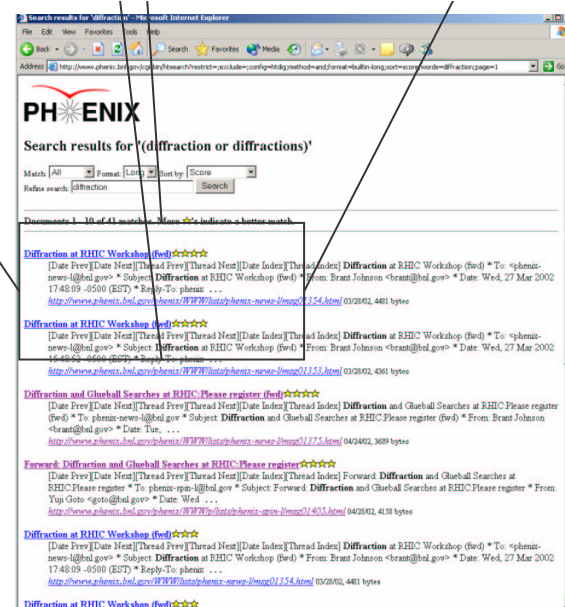 Search results for 'diffraction' - Microsoft Internet Explorer
File Edit View Favorites Tools Help
Back Search Favorites Media
Address http://www.phenix.bnl.gov/cgi-bin/htsearch?restrict=;exclude=;config=htdig;method=and;format=builtin-long;sort=score;words=diffraction;page=1 Go
PHENIX
Search results for '(diffraction or diffractions)'
Match: All Format: Long Sort by: Score
Refine search: diffraction Search
Documents 1 - 10 of 41 matches. More ☆'s indicate a better match.
Diffraction at RHIC Workshop (fwd)☆☆☆☆
[Date Prev][Date Next][Thread Prev][Thread Next][Date Index][Thread Index] Diffraction at RHIC Workshop (fwd) * To: <phenix-
news-l@bnl.gov> * Subject: Diffraction at RHIC Workshop (fwd) * From: Brant Johnson <brant@bnl.gov> * Date: Wed, 27 Mar 2002
17:48:09 -0500 (EST) * Reply-To: phenix ...
http://www.phenix.bnl.gov/phenix/WWW/lists/phenix-news-l/msg01354.html 03/28/02, 4481 bytes
Diffraction at RHIC Workshop (fwd)☆☆☆☆
[Date Prev][Date Next][Thread Prev][Thread Next][Date Index][Thread Index] Diffraction at RHIC Workshop (fwd) * To: <phenix-
news-l@bnl.gov> * Subject: Diffraction at RHIC Workshop (fwd) * From: Brant Johnson <brant@bnl.gov> * Date: Wed, 27 Mar 2002
-0500 (EST) * Reply-To: phenix ...
http://www.phenix.bnl.gov/phenix/WWW/lists/phenix-news-l/msg01353.html 03/28/02, 4361 bytes
Diffraction and Glueball Searches at RHIC:Please register (fwd)☆☆☆☆
[Date Prev][Date Next][Thread Prev][Thread Next][Date Index][Thread Index] Diffraction and Glueball Searches at RHIC:Please register
(fwd) * To: phenix-news-l@bnl.gov * Subject: Diffraction and Glueball Searches at RHIC:Please register (fwd) * From: Brant Johnson
<brant@bnl.gov> * Date: Tue, ...
http://www.phenix.bnl.gov/phenix/WWW/lists/phenix-news-l/msg01375.html 04/24/02, 3689 bytes
Forward: Diffraction and Glueball Searches at RHIC:Please register☆☆☆☆
[Date Prev][Date Next][Thread Prev][Thread Next][Date Index][Thread Index] Forward: Diffraction and Glueball Searches at
RHIC:Please register * To: phenix-spin-l@bnl.gov * Subject: Forward: Diffraction and Glueball Searches at RHIC:Please register * From:
Yuji Goto <goto@bnl.gov> * Date: Wed ...
http://www.phenix.bnl.gov/phenix/WWW/p/lists/phenix-spin-l/msg01405.html 04/28/02, 4158 bytes
Diffraction at RHIC Workshop (fwd)☆☆☆
[Date Prev][Date Next][Thread Prev][Thread Next][Date Index][Thread Index] Diffraction at RHIC Workshop (fwd) * To: <phenix-
news-l@bnl.gov> * Subject: Diffraction at RHIC Workshop (fwd) * From: Brant Johnson <brant@bnl.gov> * Date: Wed, 27 Mar 2002
17:48:09 -0500 (EST) * Reply-To: phenix ...
http://www.phenix.bnl.gov/WWW/lists/phenix-news-l/msg01354.html 03/28/02, 4481 bytes
Diffraction at RHIC Workshop (fwd)☆☆☆